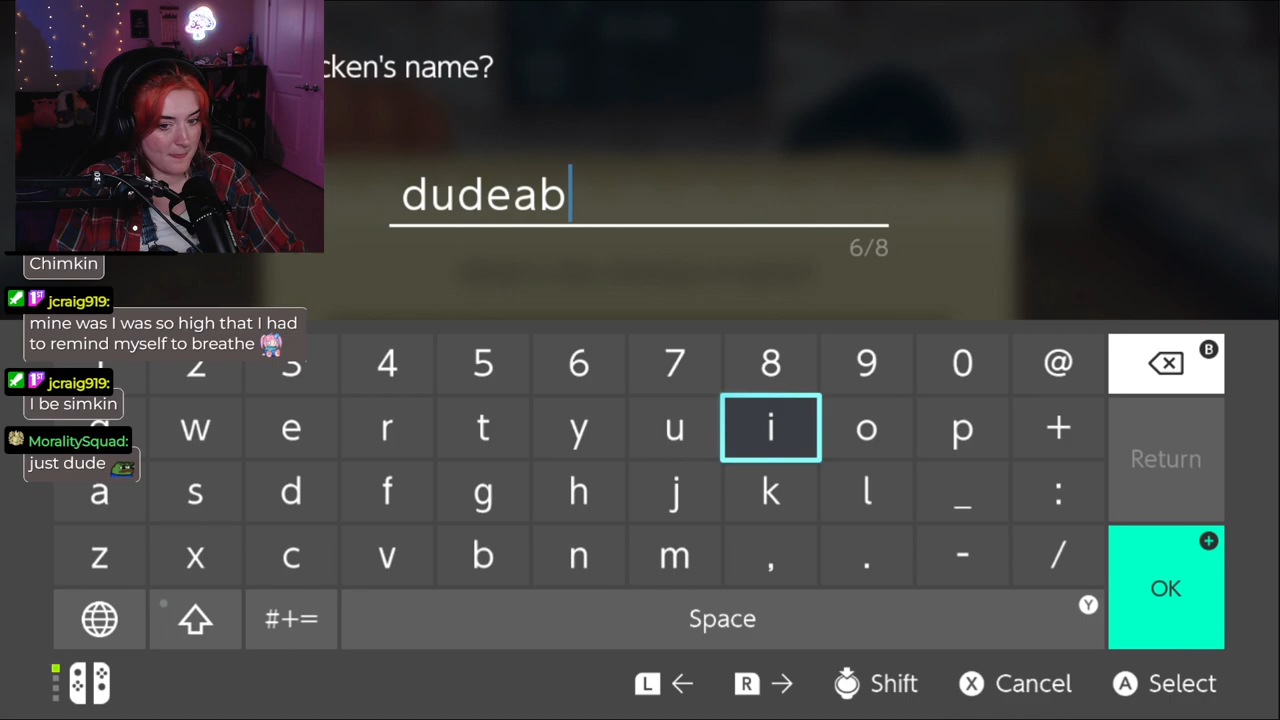 cken's name?
dudeab
6/8
Chimkin
jcraig919:
mine was I was so high that I had
to remind myself to breathe
jcraig919:
I be simkin
MoralitySquad:
just dude
2 3 4 5 6 7 8 9 0 @ B
w e r t y u i o p + Return
a s d f g h j k l _ :
z x c v b n m , . - / + OK
#+= Space Y
L ← R → Shift X Cancel A Select